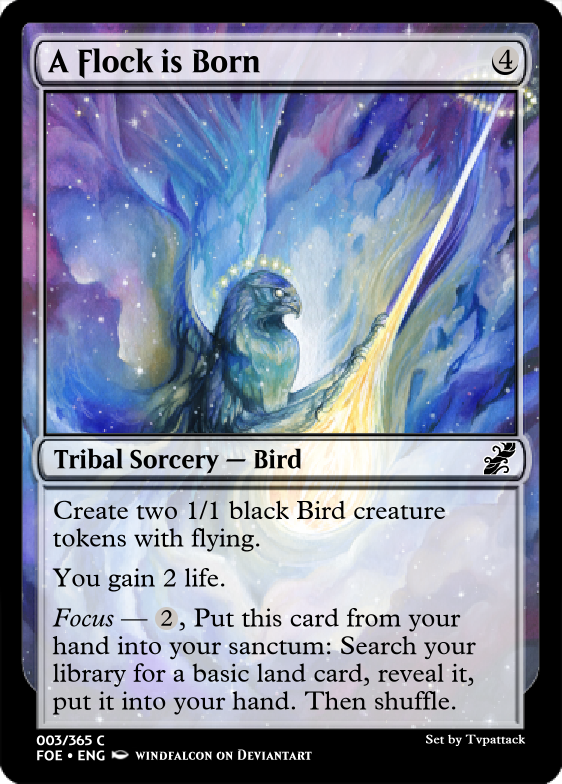 A Flock is Born
4
Tribal Sorcery — Bird
Create two 1/1 black Bird creature
tokens with flying.
You gain 2 life.
Focus — 2, Put this card from your
hand into your sanctum: Search your
library for a basic land card, reveal it,
put it into your hand. Then shuffle.
003/365 C
FOE • ENG WINDFALCON ON DEVIANTART
Set by Tvpattack